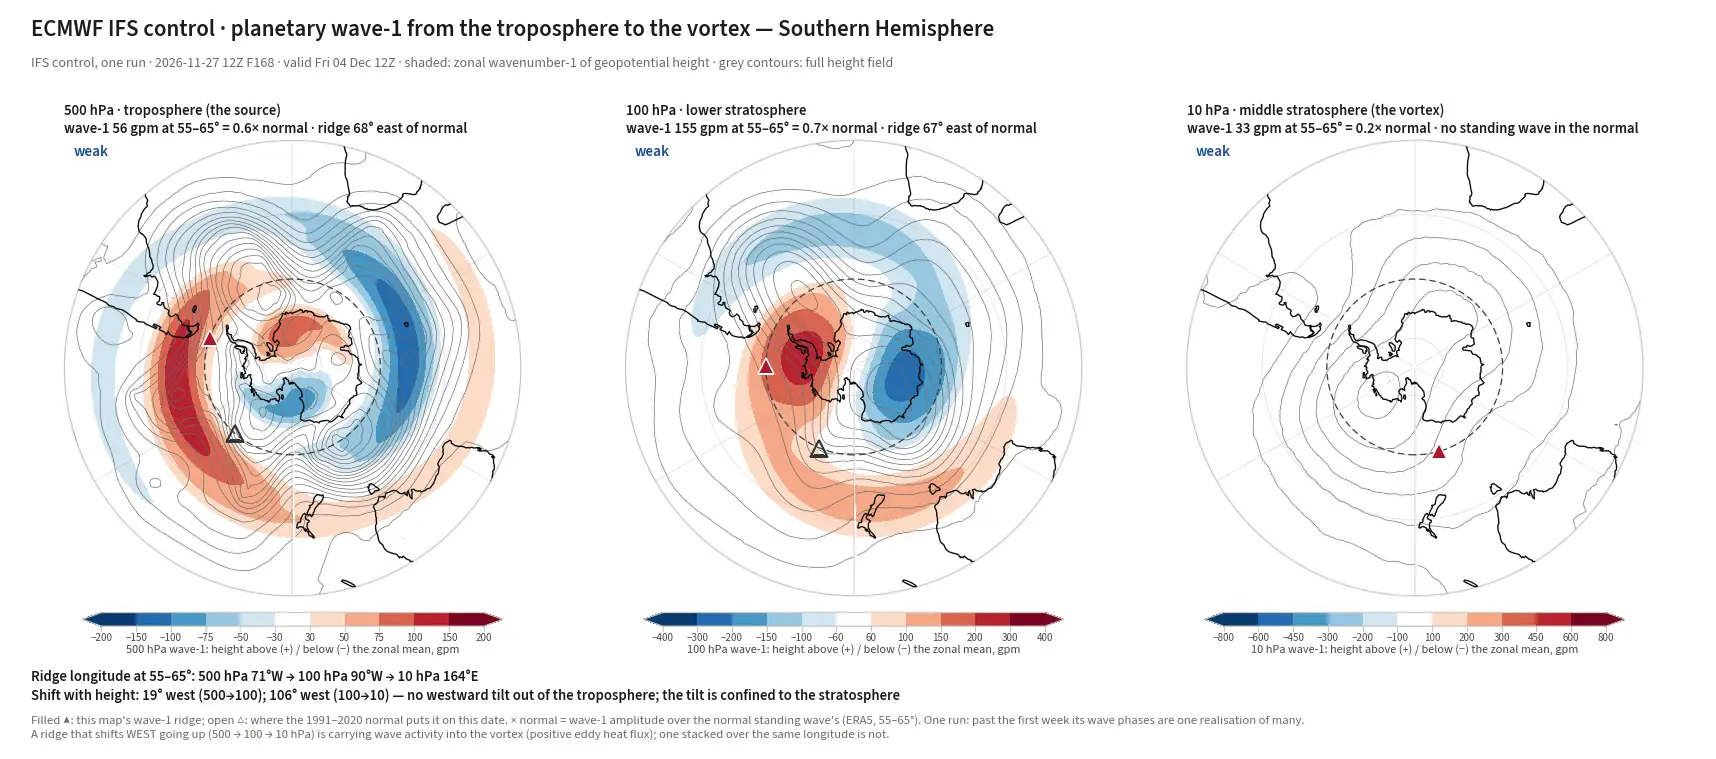 ECMWF IFS control · planetary wave-1 from the troposphere to the vortex — Southern Hemisphere
IFS control, one run · 2026-11-27 12Z F168 · valid Fri 04 Dec 12Z · shaded: zonal wavenumber-1 of geopotential height · grey contours: full height field
500 hPa · troposphere (the source)
wave-1 56 gpm at 55–65° = 0.6× normal · ridge 68° east of normal
weak
100 hPa · lower stratosphere
wave-1 155 gpm at 55–65° = 0.7× normal · ridge 67° east of normal
weak
10 hPa · middle stratosphere (the vortex)
wave-1 33 gpm at 55–65° = 0.2× normal · no standing wave in the normal
weak
−200 −150 −100 −75 −50 −30 30 50 75 100 150 200
500 hPa wave-1: height above (+) / below (−) the zonal mean, gpm
−400 −300 −200 −150 −100 −60 60 100 150 200 300 400
100 hPa wave-1: height above (+) / below (−) the zonal mean, gpm
−800 −600 −450 −300 −200 −100 100 200 300 450 600 800
10 hPa wave-1: height above (+) / below (−) the zonal mean, gpm
Ridge longitude at 55–65°: 500 hPa 71°W → 100 hPa 90°W → 10 hPa 164°E
Shift with height: 19° west (500→100); 106° west (100→10) — no westward tilt out of the troposphere; the tilt is confined to the stratosphere
Filled ▲: this map's wave-1 ridge; open △: where the 1991–2020 normal puts it on this date. × normal = wave-1 amplitude over the normal standing wave's (ERA5, 55–65°). One run: past the first week its wave phases are one realisation of many.
A ridge that shifts WEST going up (500 → 100 → 10 hPa) is carrying wave activity into the vortex (positive eddy heat flux); one stacked over the same longitude is not.